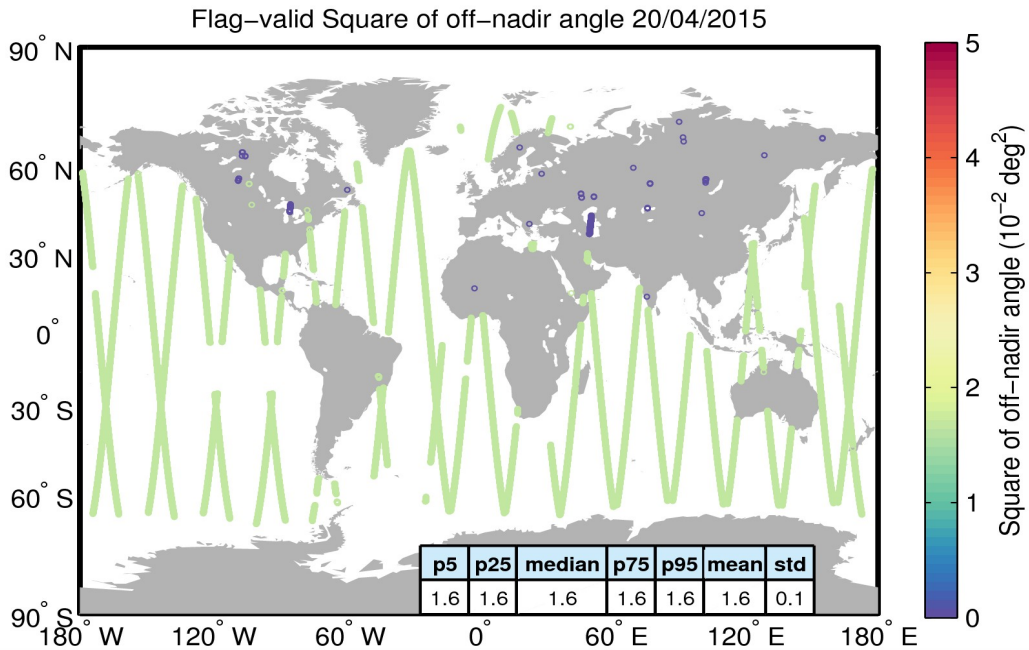 Flag−valid Square of off−nadir angle 20/04/2015
90° N
60° N
30° N
0°
30° S
60° S
90° S
180° W
120° W
60° W
0°
60° E
120° E
180° E
p5 p25 median p75 p95 mean std
1.6 1.6 1.6 1.6 1.6 1.6 0.1
5
4
3
2
1
0
Square of off−nadir angle (10⁻² deg²)